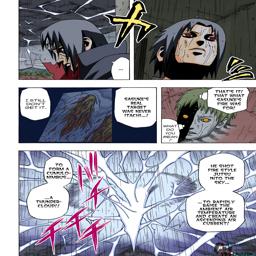 ...
THAT'S IT!
THAT WHAT
SASUKE'S
FIRE WAS
FOR!
WHAT
DO YOU
MEAN?
SASUKE'S
REAL
TARGET WAS
NEVER
ITACHI...!
I STILL
DON'T
GET IT.
HE SHOT
FIRE STYLE
JUTSU
INTO
THE SKY...
...TO RAPIDLY
RAISE THE
AMBIENT AIR
TEMPERATURE
AND CREATE AN
ASCENDING AIR
CURRENT!
TO FORM
A
CUMULO-
NIMBUS...
...A
THUNDER-
CLOUD!!